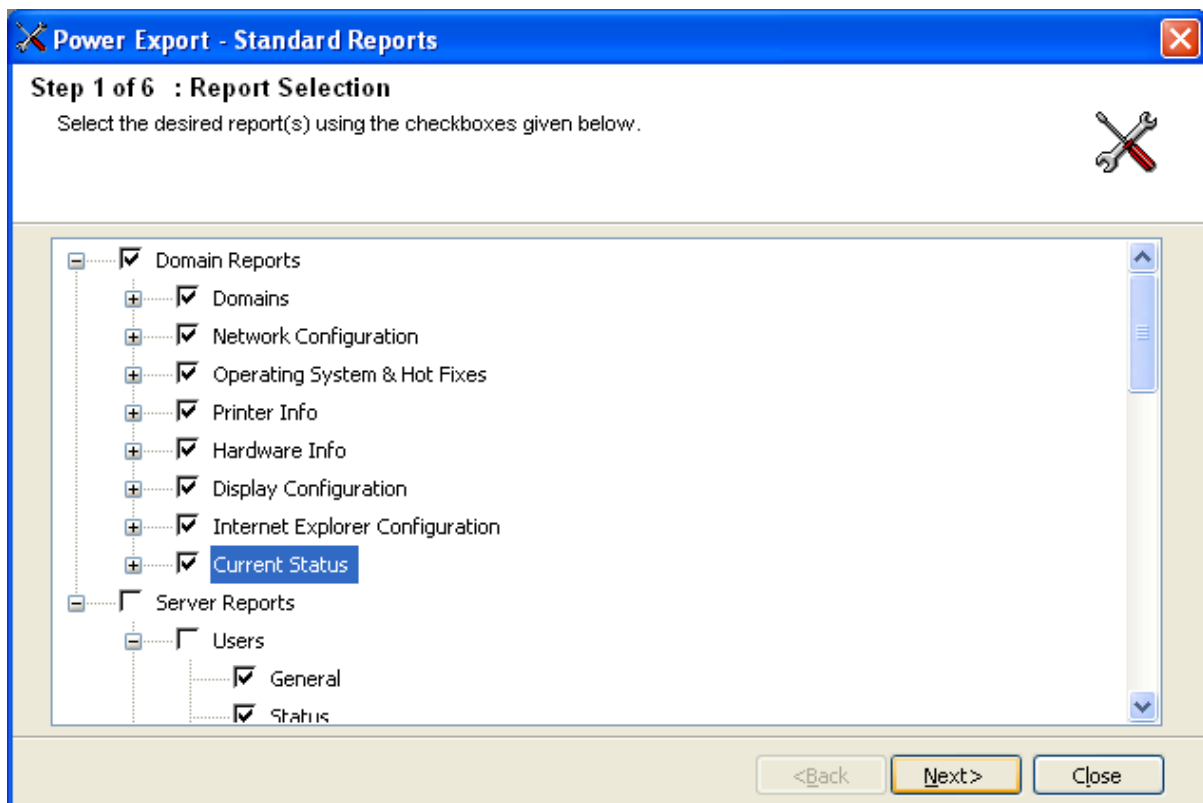 Power Export - Standard Reports
Step 1 of 6 : Report Selection
Select the desired report(s) using the checkboxes given below.
Domain Reports
Domains
Network Configuration
Operating System & Hot Fixes
Printer Info
Hardware Info
Display Configuration
Internet Explorer Configuration
Current Status
Server Reports
Users
General
Status
<Back Next> Close